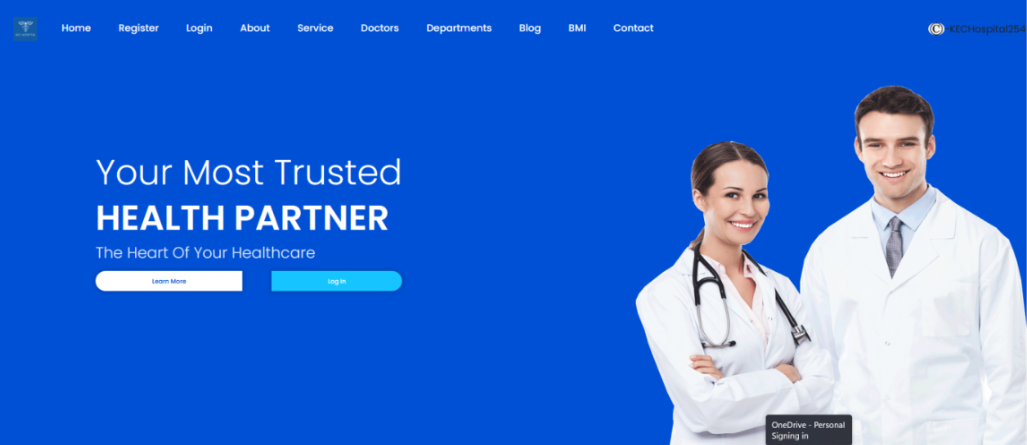 Home Register Login About Service Doctors Departments Blog BMI Contact
© KECHospital254
Your Most Trusted
HEALTH PARTNER
The Heart Of Your Healthcare
Learn More
Log In
OneDrive - Personal
Signing in